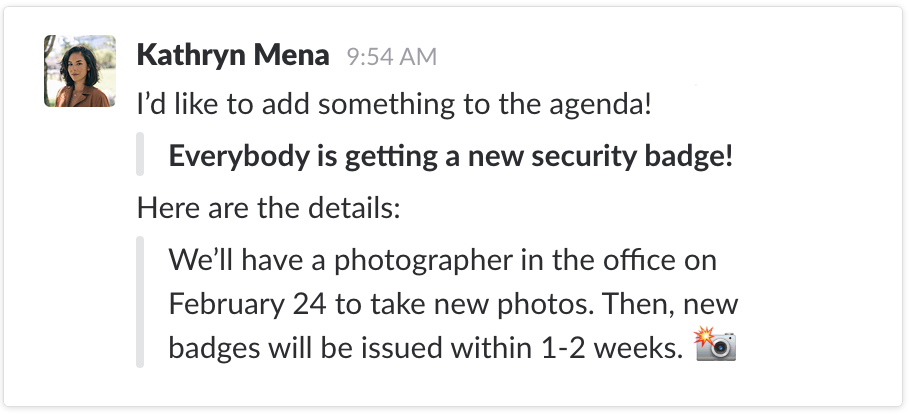 Kathryn Mena 9:54 AM
I’d like to add something to the agenda!
Everybody is getting a new security badge!
Here are the details:
We’ll have a photographer in the office on
February 24 to take new photos. Then, new
badges will be issued within 1-2 weeks. 📸